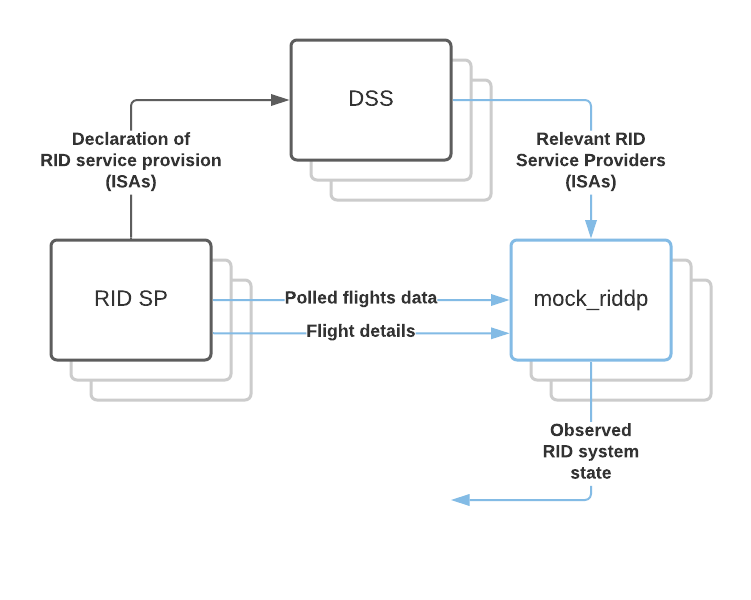 DSS
Declaration of
RID service provision
(ISAs)
Relevant RID
Service Providers
(ISAs)
RID SP
Polled flights data
Flight details
mock_riddp
Observed
RID system
state